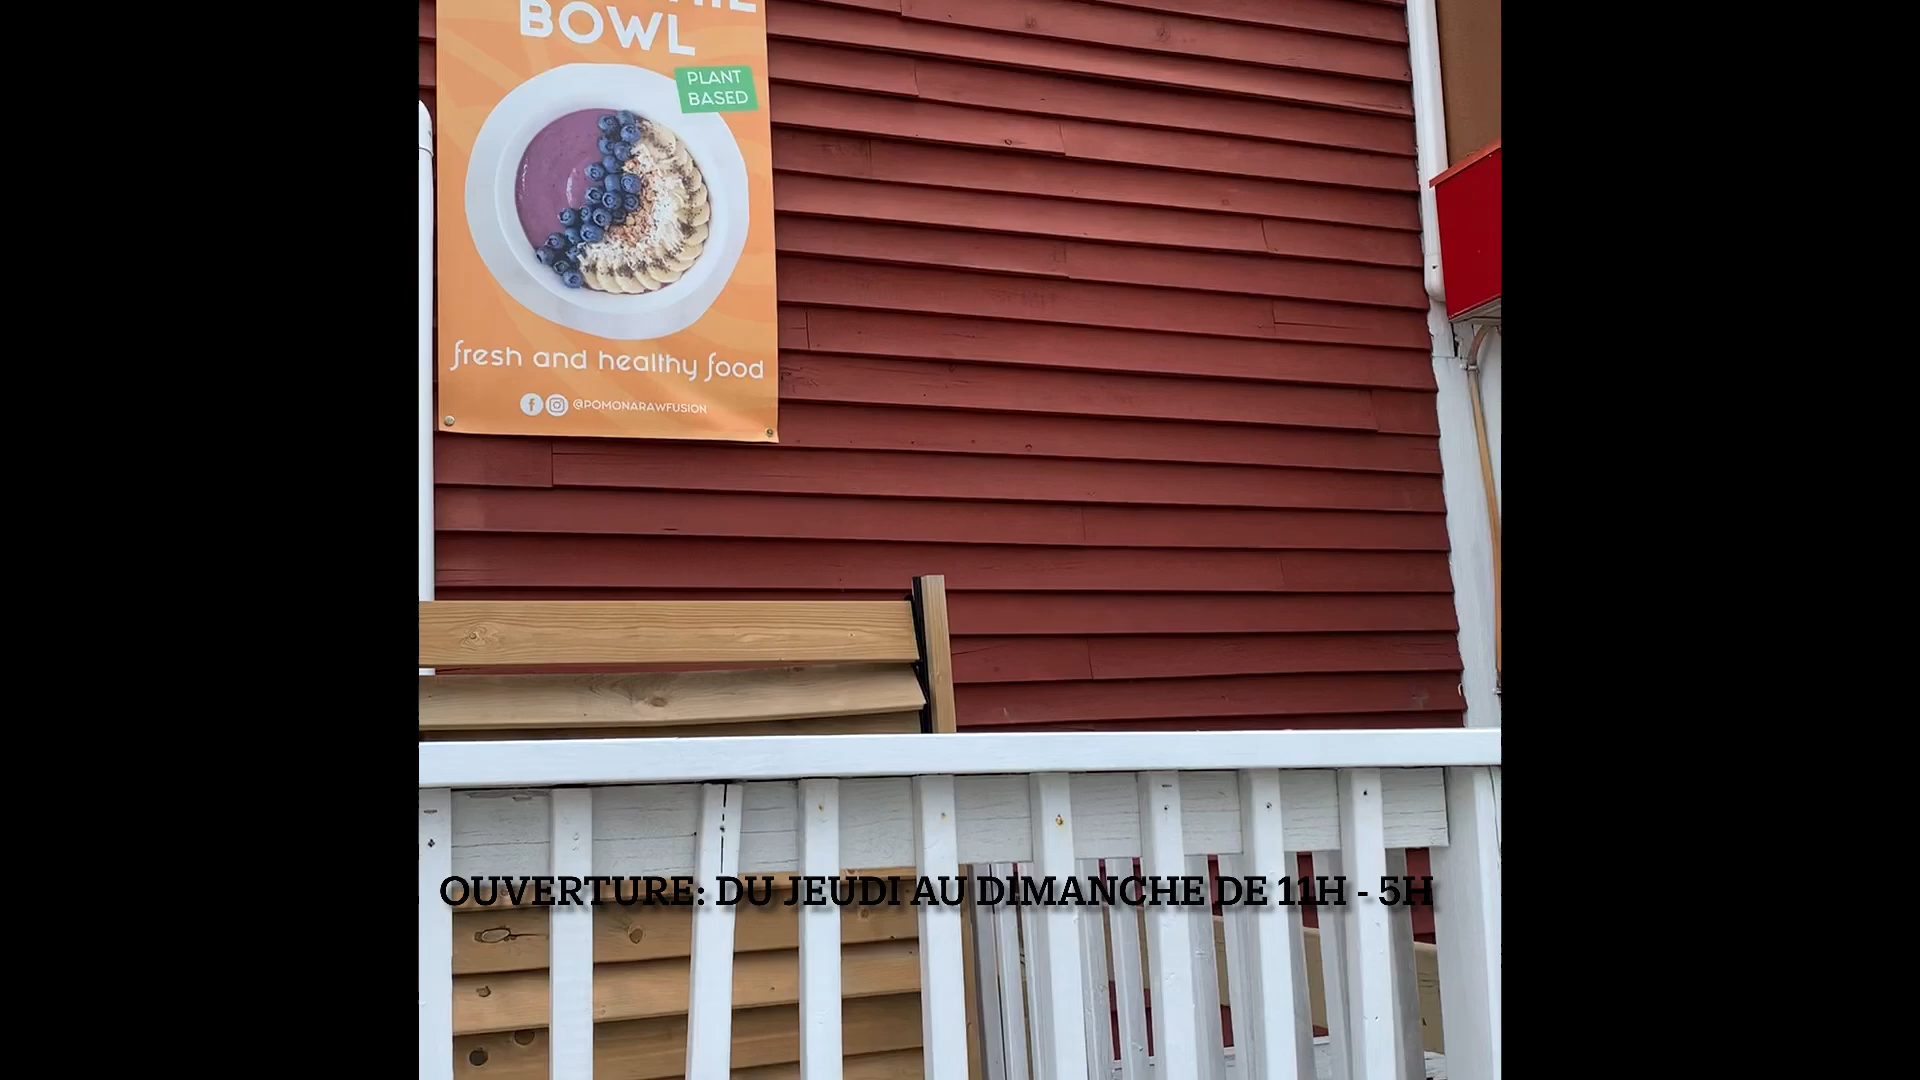 BOWL
PLANT
BASED
fresh and healthy food
@POMONARAWFUSION
OUVERTURE: DU JEUDI AU DIMANCHE DE 11H - 5H